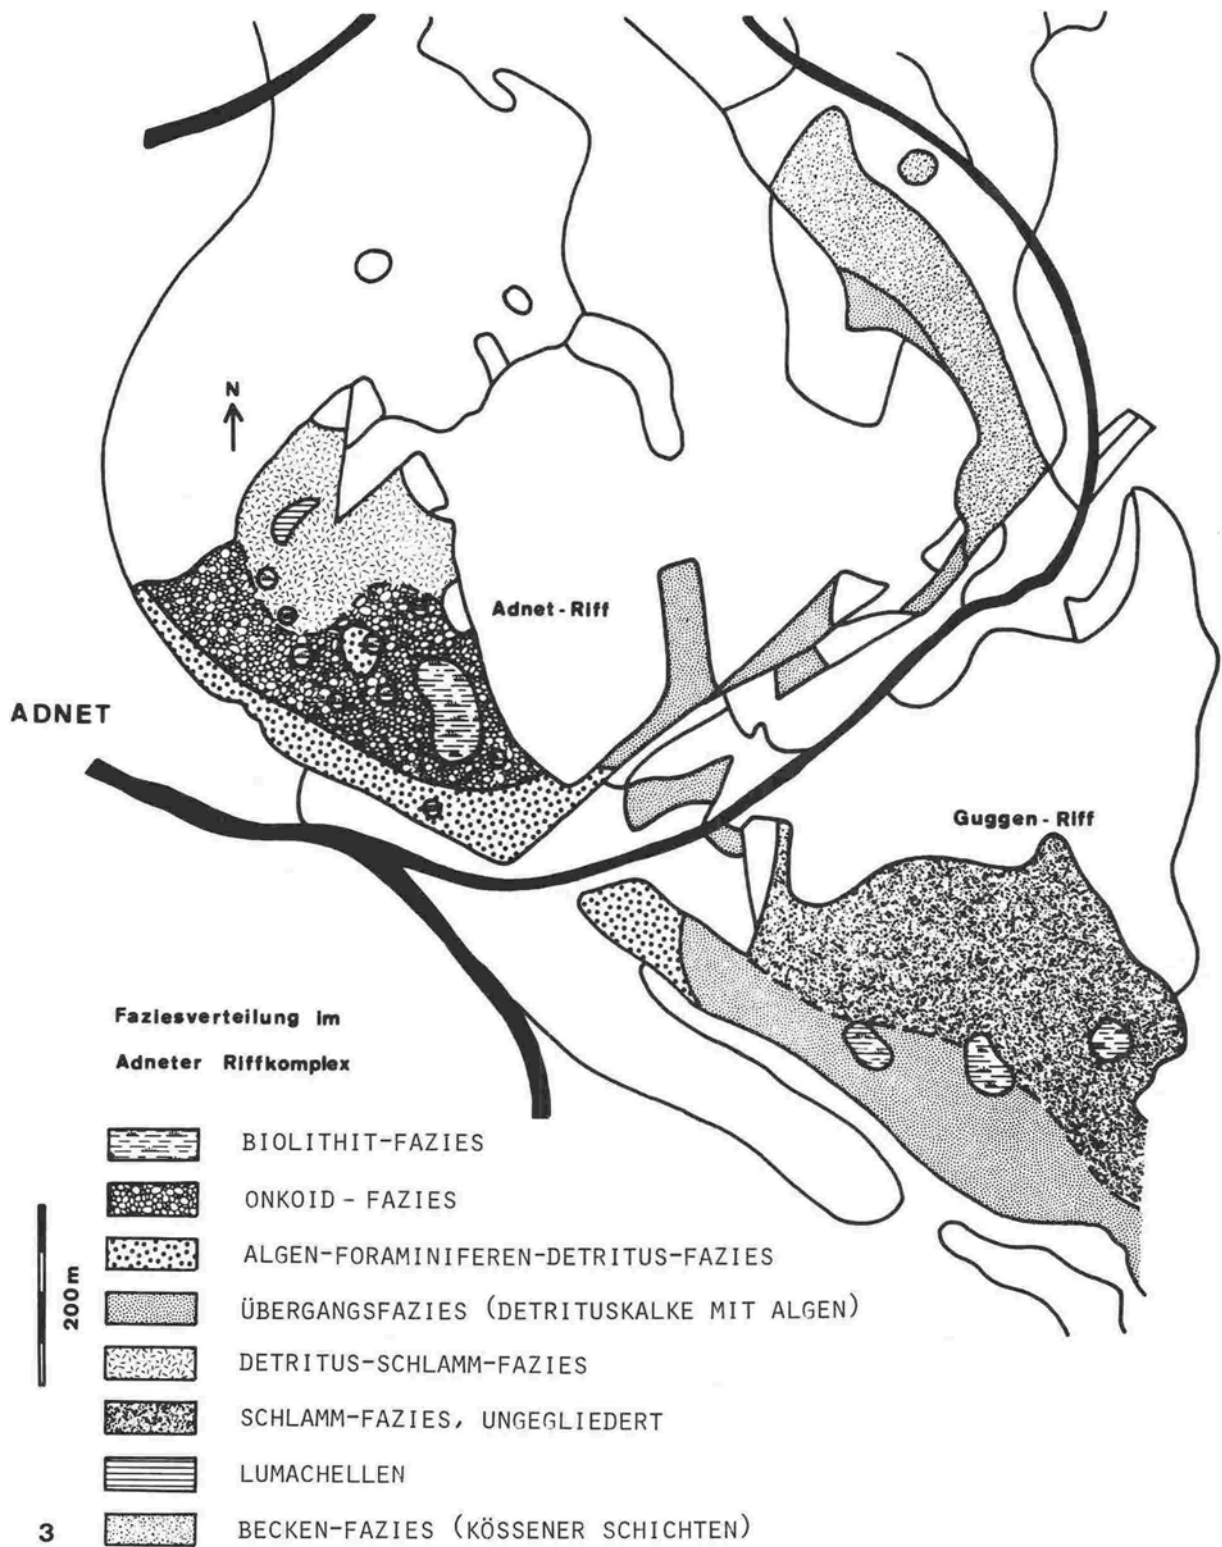 N
Adnet - Riff
ADNET
Guggen - Riff
Faziesverteilung im
Adneter Riffkomplex
BIOLITHIT-FAZIES
ONKOID - FAZIES
ALGEN-FORAMINIFEREN-DETRITUS-FAZIES
ÜBERGANGSFAZIES (DETRITUSKALKE MIT ALGEN)
DETRITUS-SCHLAMM-FAZIES
SCHLAMM-FAZIES, UNGEGLIEDERT
LUMACHELLEN
BECKEN-FAZIES (KÖSSENER SCHICHTEN)
200m
3